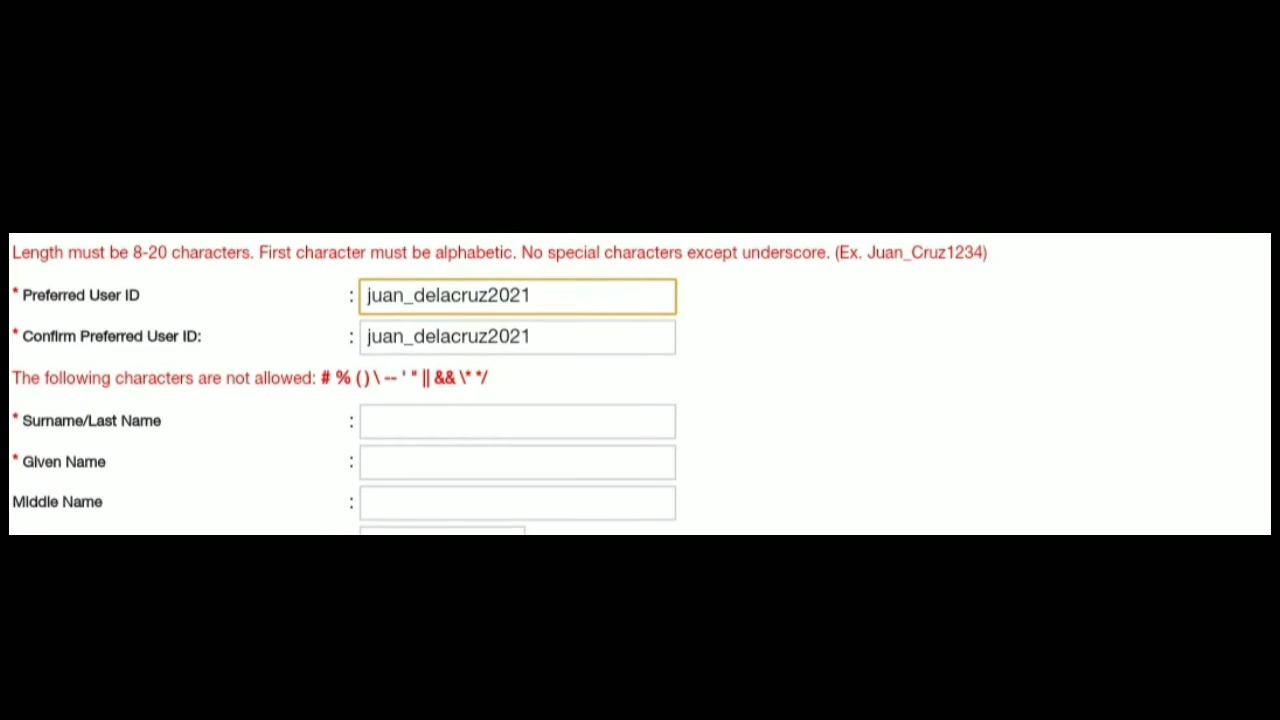 Length must be 8-20 characters. First character must be alphabetic. No special characters except underscore. (Ex. Juan_Cruz1234)
* Preferred User ID : juan_delacruz2021
* Confirm Preferred User ID: : juan_delacruz2021
The following characters are not allowed: # % ( ) \ -- ' " || && \* */
* Surname/Last Name :
* Given Name :
Middle Name :